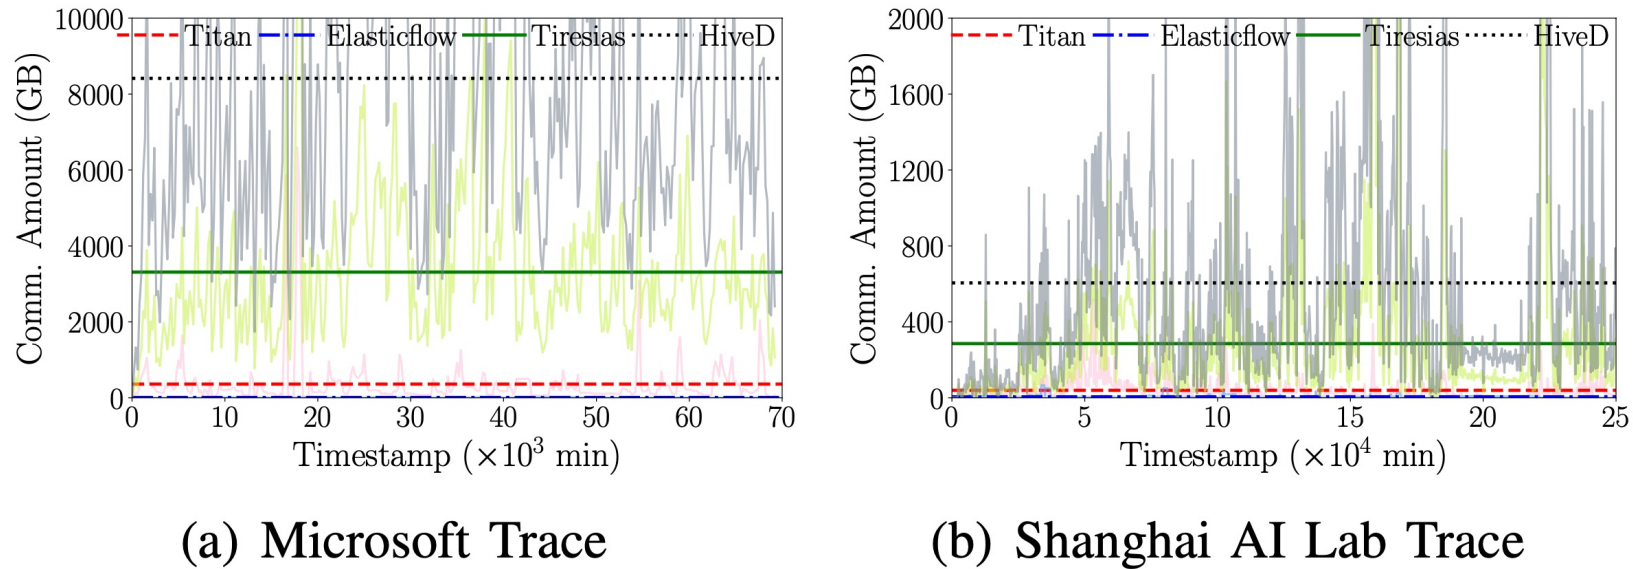 Titan Elasticflow Tiresias HiveD
Comm. Amount (GB)
10000
8000
6000
4000
2000
0
0 10 20 30 40 50 60 70
Timestamp (×10³ min)
(a) Microsoft Trace
Titan Elasticflow Tiresias HiveD
Comm. Amount (GB)
2000
1600
1200
800
400
0
0 5 10 15 20 25
Timestamp (×10⁴ min)
(b) Shanghai AI Lab Trace